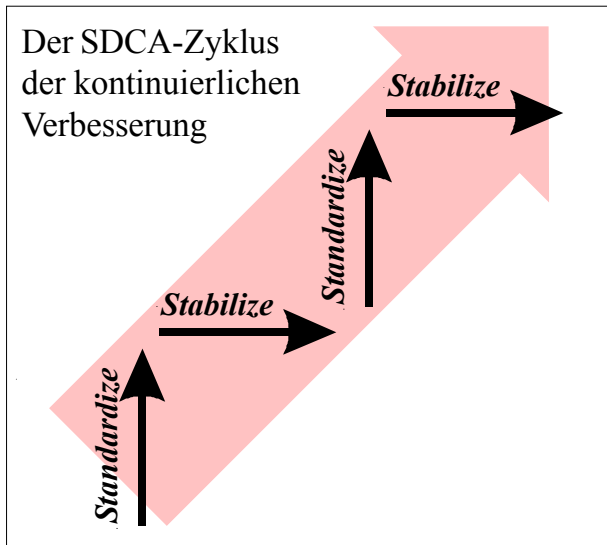 Der SDCA-Zyklus
der kontinuierlichen
Verbesserung
Stabilize
Standardize
Stabilize
Standardize